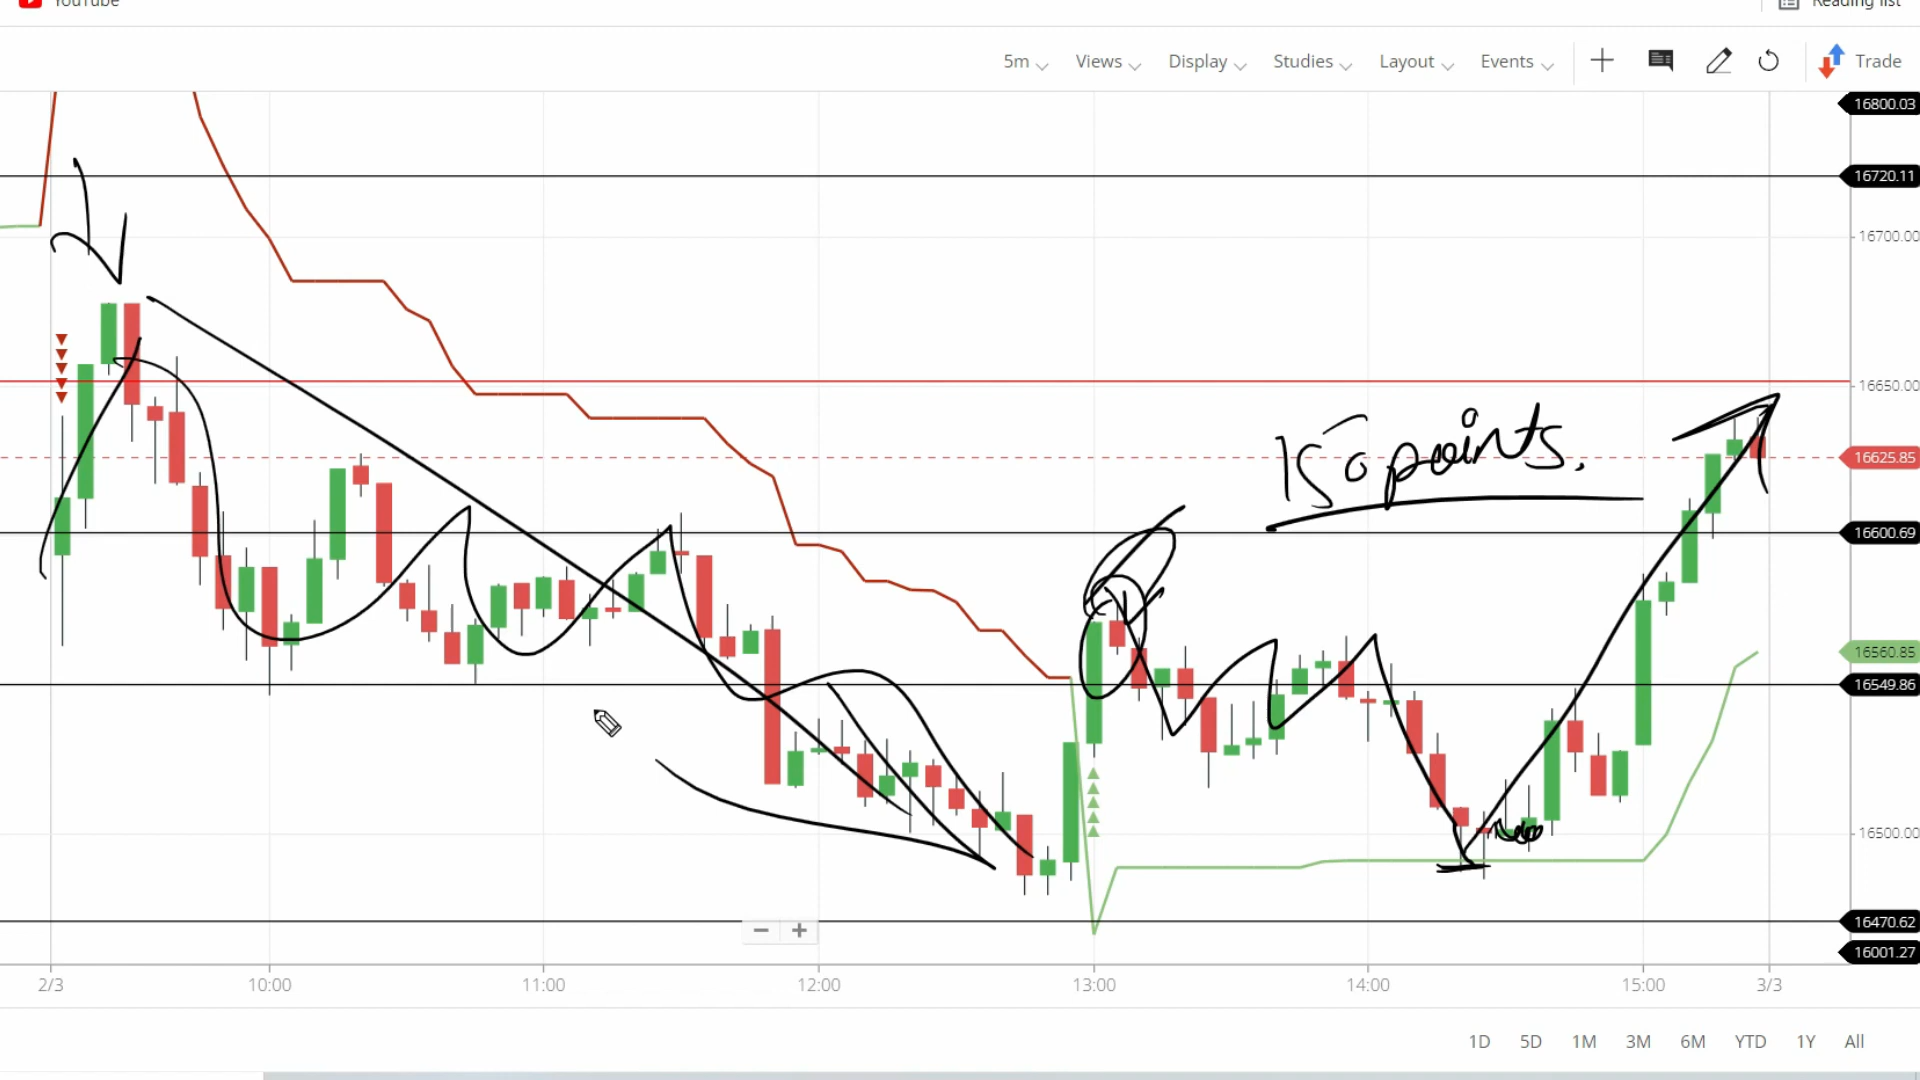 YouTube
Reading list
5m Views Display Studies Layout Events Trade
16800.03
16720.11
16700.00
16650.00
150 points.
16625.85
16600.69
16560.85
16549.86
16500.00
16470.62
− +
16001.27
2/3 10:00 11:00 12:00 13:00 14:00 15:00 3/3
1D 5D 1M 3M 6M YTD 1Y All